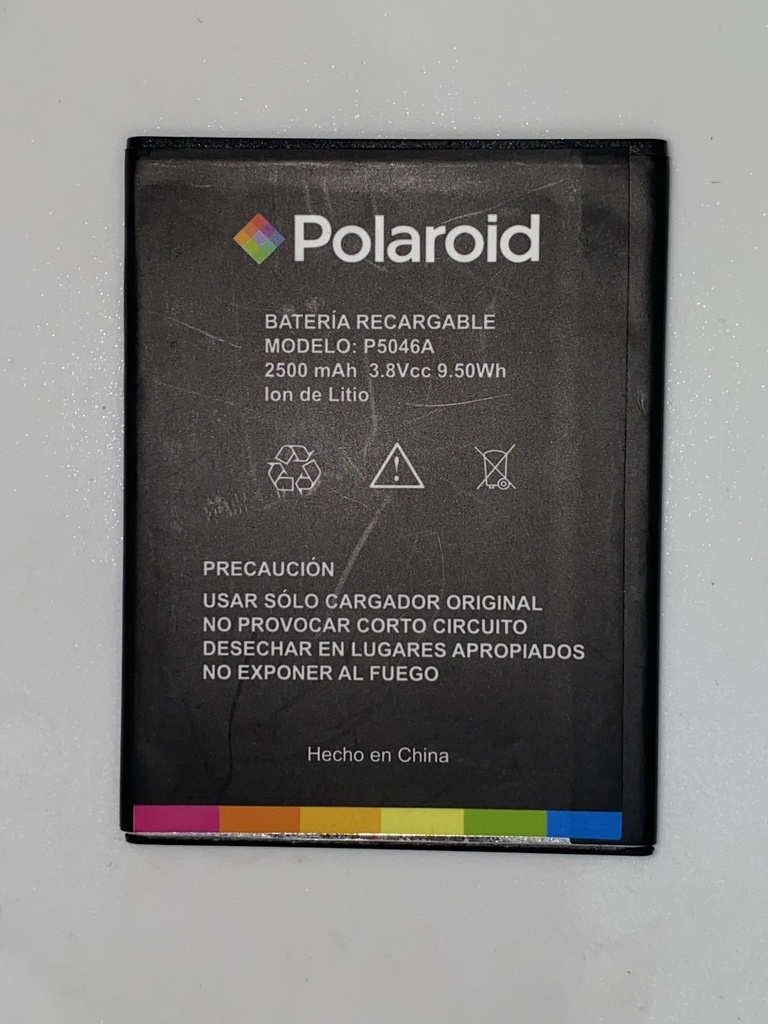 Polaroid
BATERÍA RECARGABLE
MODELO: P5046A
2500 mAh 3.8Vcc 9.50Wh
Ion de Litio
PRECAUCIÓN
USAR SÓLO CARGADOR ORIGINAL
NO PROVOCAR CORTO CIRCUITO
DESECHAR EN LUGARES APROPIADOS
NO EXPONER AL FUEGO
Hecho en China